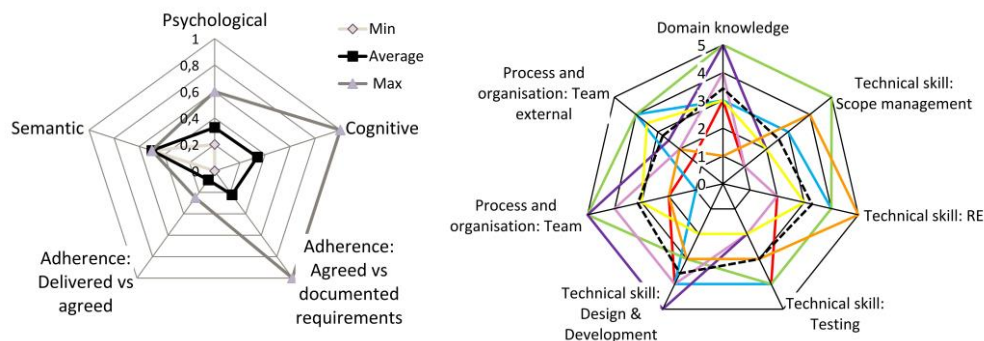 Psychological
Min
Average
Max
1
0,8
0,6
0,4
0,2
0
Semantic
Cognitive
Adherence:
Delivered vs
agreed
Adherence:
Agreed vs
documented
requirements
Domain knowledge
5
4
3
2
1
0
Process and
organisation: Team
external
Technical skill:
Scope management
Process and
organisation: Team
Technical skill: RE
Technical skill:
Design &
Development
Technical skill:
Testing